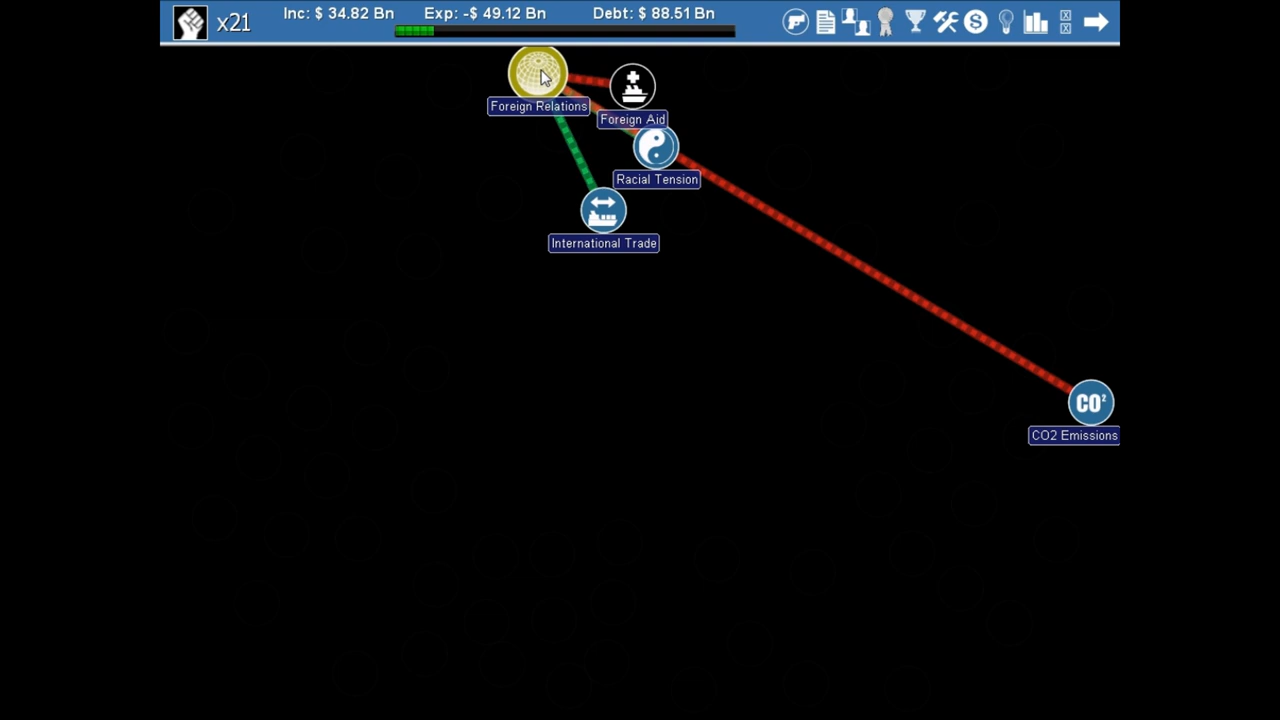 x21
Inc: $ 34.82 Bn
Exp: -$ 49.12 Bn
Debt: $ 88.51 Bn
Foreign Relations
Foreign Aid
Racial Tension
International Trade
CO²
CO2 Emissions